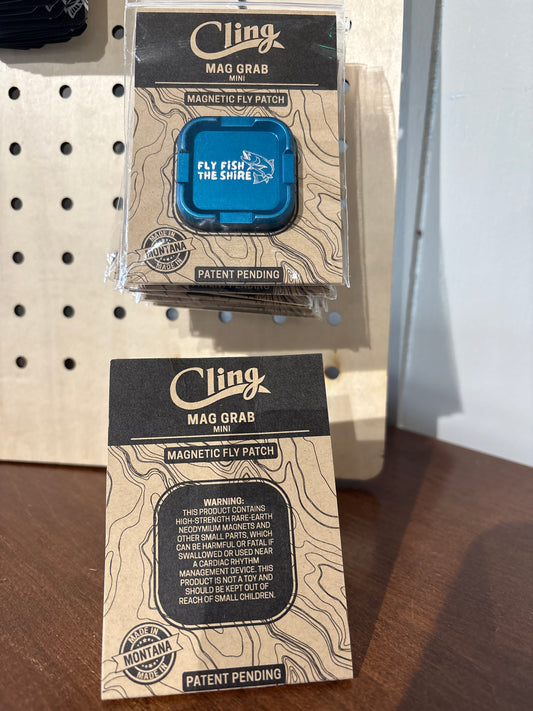 Cling
MAG GRAB
MINI
MAGNETIC FLY PATCH
FLY FISH
THE SHIRE
MADE IN
MONTANA
MADE IN
PATENT PENDING
PATENT PENDING
Cling
MAG GRAB
MINI
MAGNETIC FLY PATCH
WARNING:
THIS PRODUCT CONTAINS
HIGH-STRENGTH RARE-EARTH
NEODYMIUM MAGNETS AND
OTHER SMALL PARTS, WHICH
CAN BE HARMFUL OR FATAL IF
SWALLOWED OR USED NEAR
A CARDIAC RHYTHM
MANAGEMENT DEVICE. THIS
PRODUCT IS NOT A TOY AND
SHOULD BE KEPT OUT OF
REACH OF SMALL CHILDREN.
MADE IN
MONTANA
MADE IN
PATENT PENDING